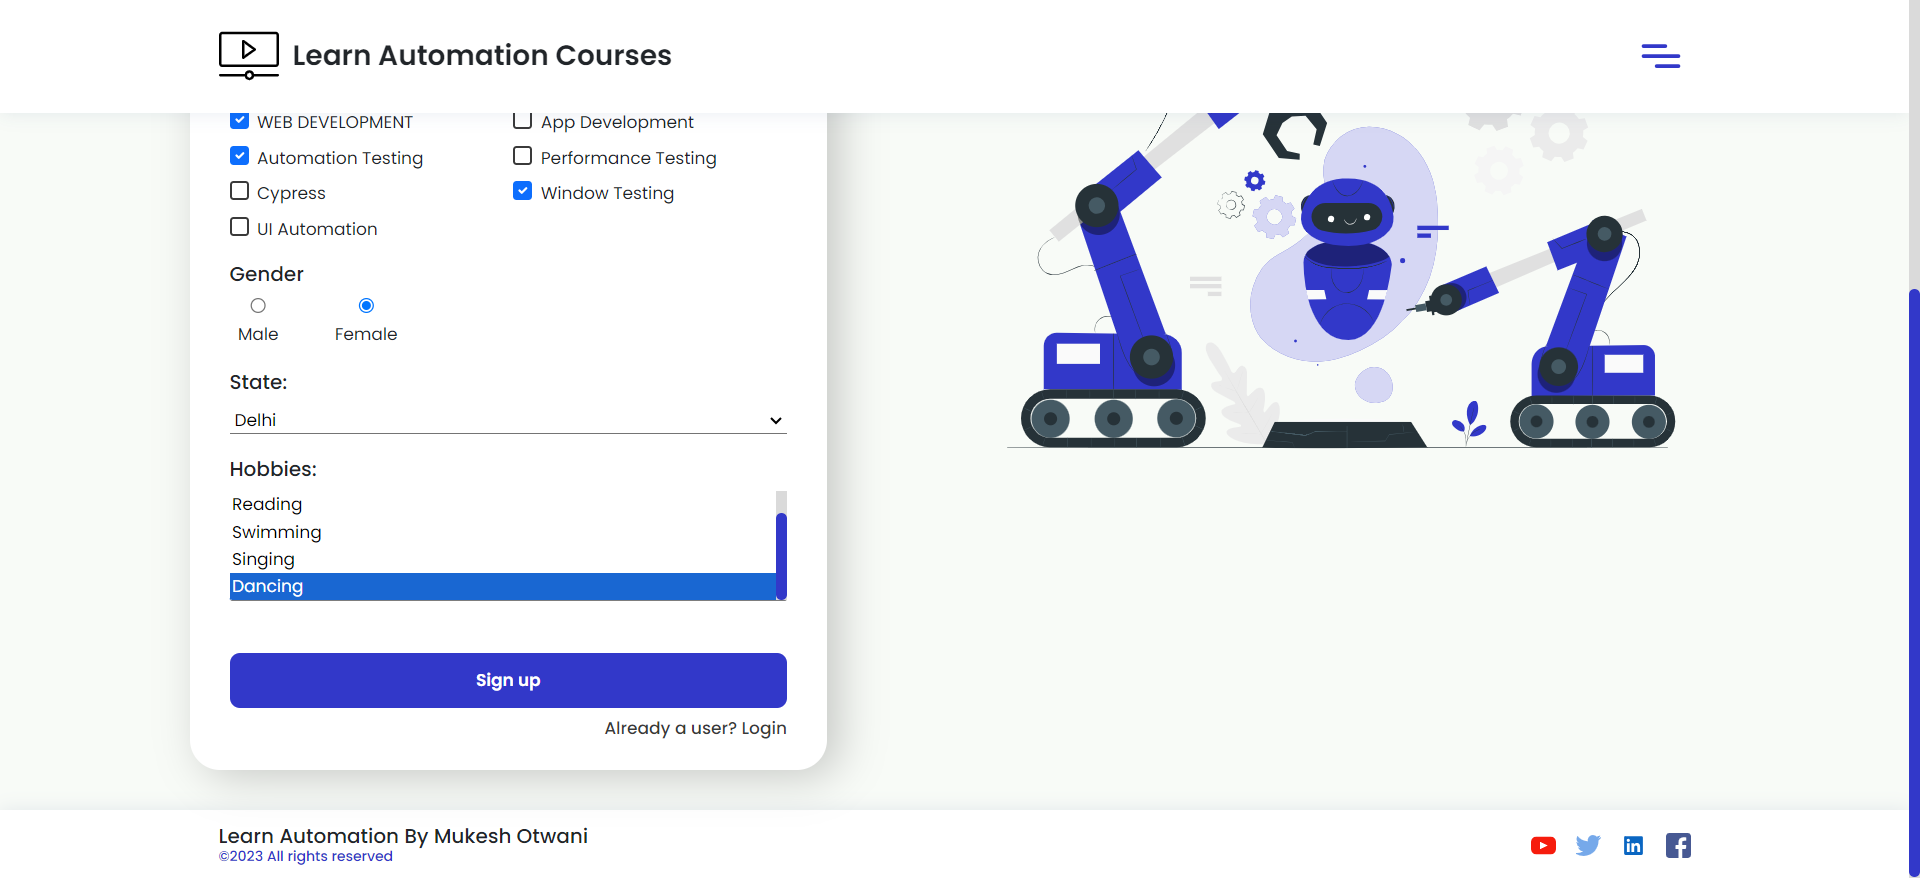 Learn Automation Courses
WEB DEVELOPMENT
App Development
Automation Testing
Performance Testing
Cypress
Window Testing
UI Automation
Gender
Male
Female
State:
Delhi
Hobbies:
Reading
Swimming
Singing
Dancing
Sign up
Already a user? Login
Learn Automation By Mukesh Otwani
©2023 All rights reserved